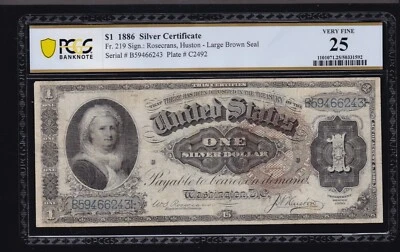 PCGS
BANKNOTE
$1 1886 Silver Certificate
Fr. 219 Sign.: Rosecrans, Huston - Large Brown Seal
Serial # B59466243 Plate # C2492
VERY FINE
25
United States
B59466243
ONE
SILVER DOLLAR
1
Payable to bearer on demand.
Washington, D.C.
B59466243